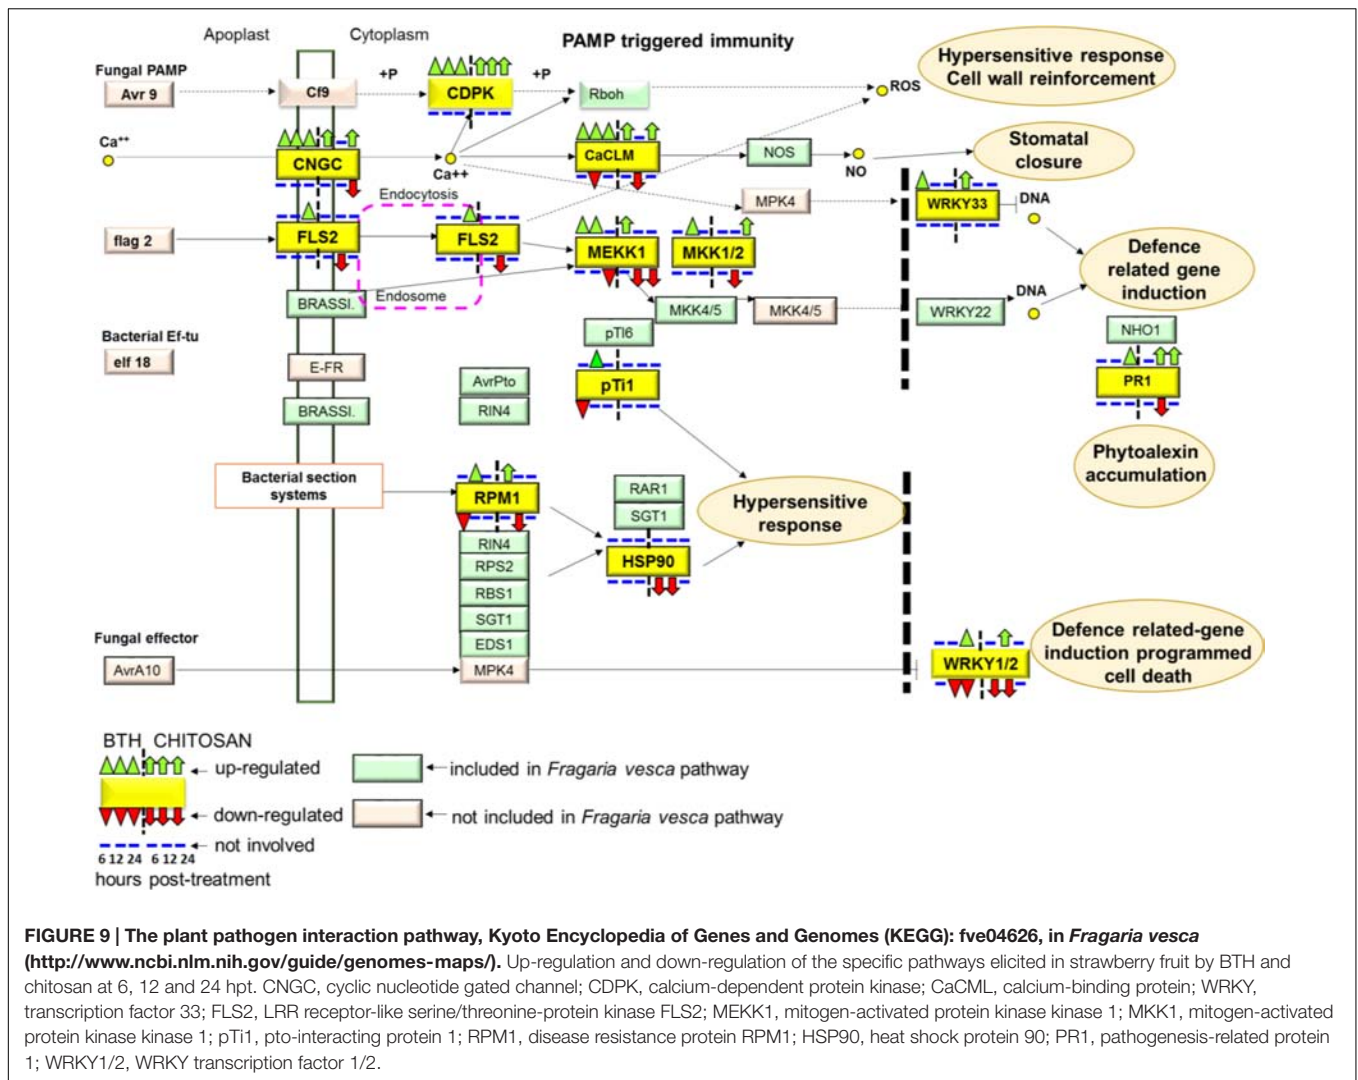 Apoplast
Cytoplasm
PAMP triggered immunity
Hypersensitive response
Cell wall reinforcement
Fungal PAMP
Avr 9
Cf9
+P
CDPK
+P
Rboh
ROS
Ca++
CNGC
Ca++
CaCLM
NOS
NO
Stomatal
closure
Endocytosis
MPK4
WRKY33
DNA
flag 2
FLS2
FLS2
MEKK1
MKK1/2
Defence
related gene
induction
BRASSI.
Endosome
MKK4/5
MKK4/5
WRKY22
DNA
Bacterial Ef-tu
elf 18
E-FR
pTI6
NHO1
AvrPto
pTi1
PR1
BRASSI.
RIN4
Phytoalexin
accumulation
Bacterial section
systems
RPM1
RAR1
SGT1
Hypersensitive
response
RIN4
RPS2
HSP90
RBS1
SGT1
EDS1
Fungal effector
AvrA10
MPK4
WRKY1/2
Defence related-gene
induction programmed
cell death
BTH CHITOSAN
up-regulated
included in Fragaria vesca pathway
down-regulated
not included in Fragaria vesca pathway
not involved
6 12 24 6 12 24
hours post-treatment
FIGURE 9 | The plant pathogen interaction pathway, Kyoto Encyclopedia of Genes and Genomes (KEGG): fve04626, in Fragaria vesca
(http://www.ncbi.nlm.nih.gov/guide/genomes-maps/). Up-regulation and down-regulation of the specific pathways elicited in strawberry fruit by BTH and
chitosan at 6, 12 and 24 hpt. CNGC, cyclic nucleotide gated channel; CDPK, calcium-dependent protein kinase; CaCML, calcium-binding protein; WRKY,
transcription factor 33; FLS2, LRR receptor-like serine/threonine-protein kinase FLS2; MEKK1, mitogen-activated protein kinase kinase 1; MKK1, mitogen-activated
protein kinase kinase 1; pTi1, pto-interacting protein 1; RPM1, disease resistance protein RPM1; HSP90, heat shock protein 90; PR1, pathogenesis-related protein
1; WRKY1/2, WRKY transcription factor 1/2.